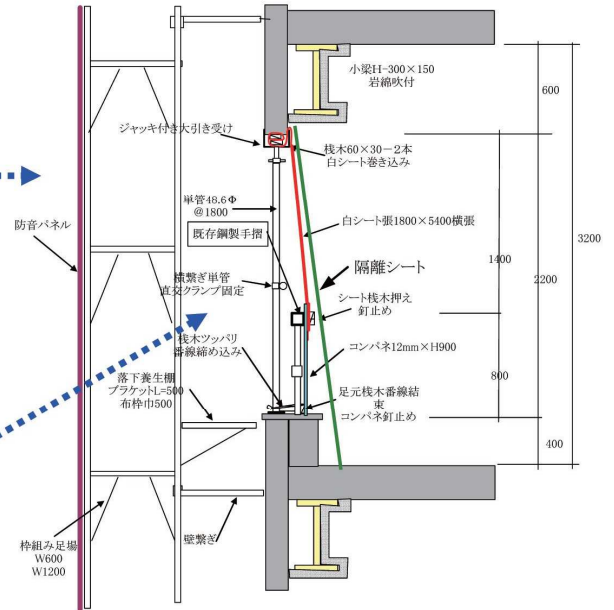 小梁H-300×150
岩綿吹付
600
ジャッキ付き大引き受け
桟木60×30-2本
白シート巻き込み
単管48.6Φ
@1800
既存鋼製手摺
白シート張1800×5400横張
防音パネル
1400
2200
3200
隔離シート
横繋ぎ単管
直交クランプ固定
シート桟木押え
釘止め
桟木ツッパリ
番線締め込み
コンパネ12mm×H900
落下養生棚
ブラケットL=500
布枠巾500
足元桟木番線結
束
コンパネ釘止め
800
400
枠組み足場
W600
W1200
壁繋ぎ